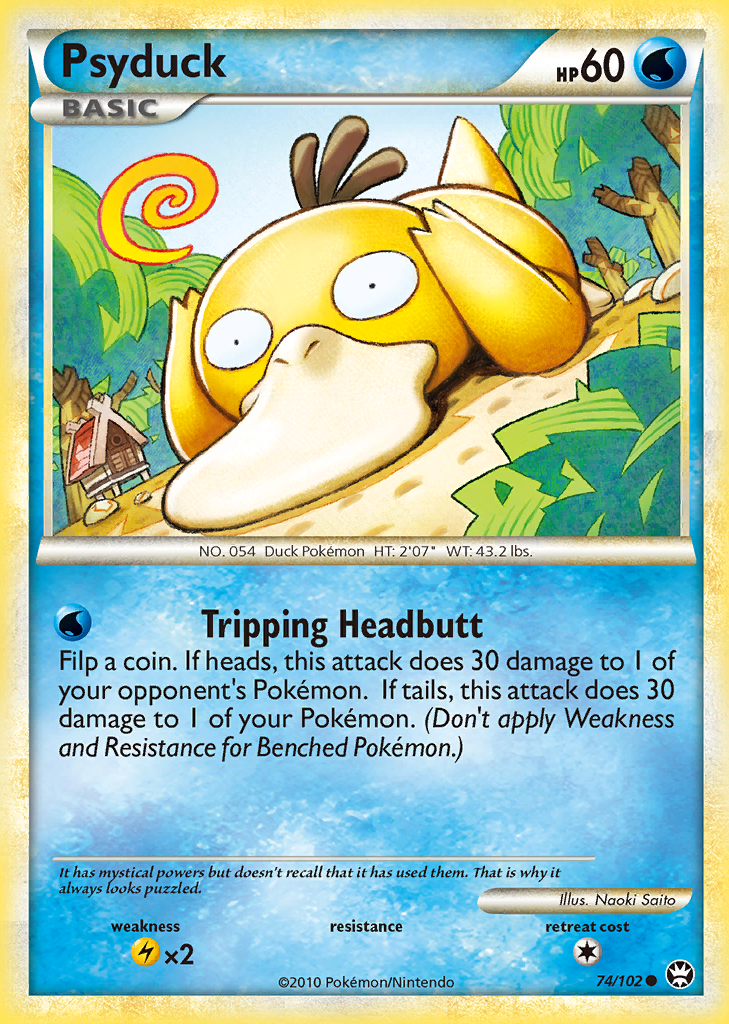 Psyduck
HP60
BASIC
NO. 054 Duck Pokémon HT: 2'07" WT: 43.2 lbs.
Tripping Headbutt
Filp a coin. If heads, this attack does 30 damage to 1 of
your opponent's Pokémon. If tails, this attack does 30
damage to 1 of your Pokémon. (Don't apply Weakness
and Resistance for Benched Pokémon.)
It has mystical powers but doesn't recall that it has used them. That is why it
always looks puzzled.
Illus. Naoki Saito
weakness resistance retreat cost
×2
©2010 Pokémon/Nintendo
74/102